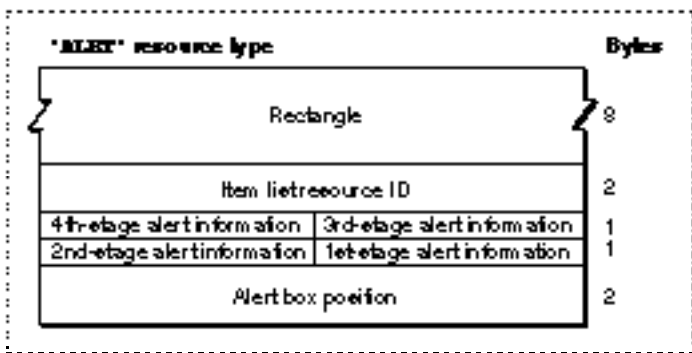 'ALRT' resource type Bytes
Rectangle 8
Item list resource ID 2
4th-stage alert information 3rd-stage alert information 1
2nd-stage alert information 1st-stage alert information 1
Alert box position 2